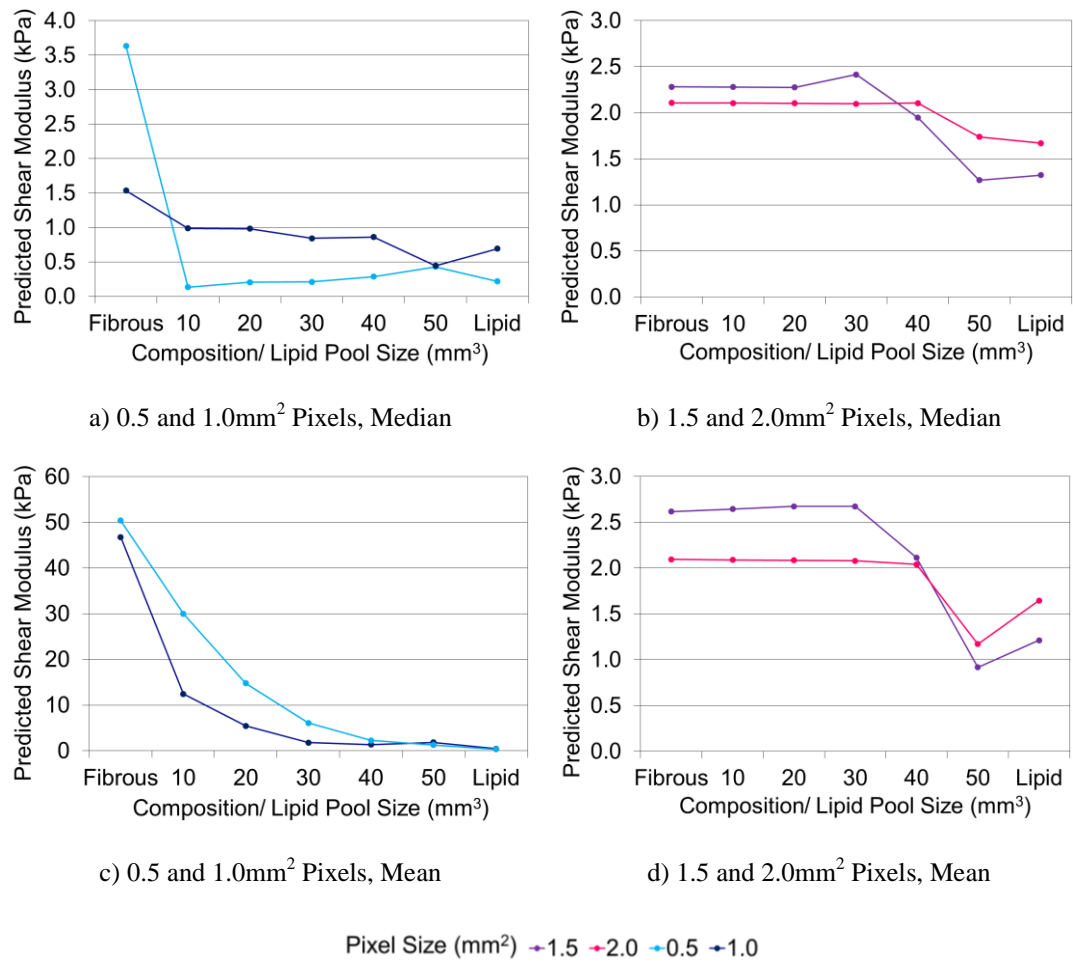 Predicted Shear Modulus (kPa)
4.0
3.5
3.0
2.5
2.0
1.5
1.0
0.5
0.0
Fibrous 10 20 30 40 50 Lipid
Composition/ Lipid Pool Size (mm³)
a) 0.5 and 1.0mm² Pixels, Median
Predicted Shear Modulus (kPa)
3.0
2.5
2.0
1.5
1.0
0.5
0.0
Fibrous 10 20 30 40 50 Lipid
Composition/ Lipid Pool Size (mm³)
b) 1.5 and 2.0mm² Pixels, Median
Predicted Shear Modulus (kPa)
60
50
40
30
20
10
0
Fibrous 10 20 30 40 50 Lipid
Composition/ Lipid Pool Size (mm³)
c) 0.5 and 1.0mm² Pixels, Mean
Predicted Shear Modulus (kPa)
3.0
2.5
2.0
1.5
1.0
0.5
0.0
Fibrous 10 20 30 40 50 Lipid
Composition/ Lipid Pool Size (mm³)
d) 1.5 and 2.0mm² Pixels, Mean
Pixel Size (mm²) 1.5 2.0 0.5 1.0